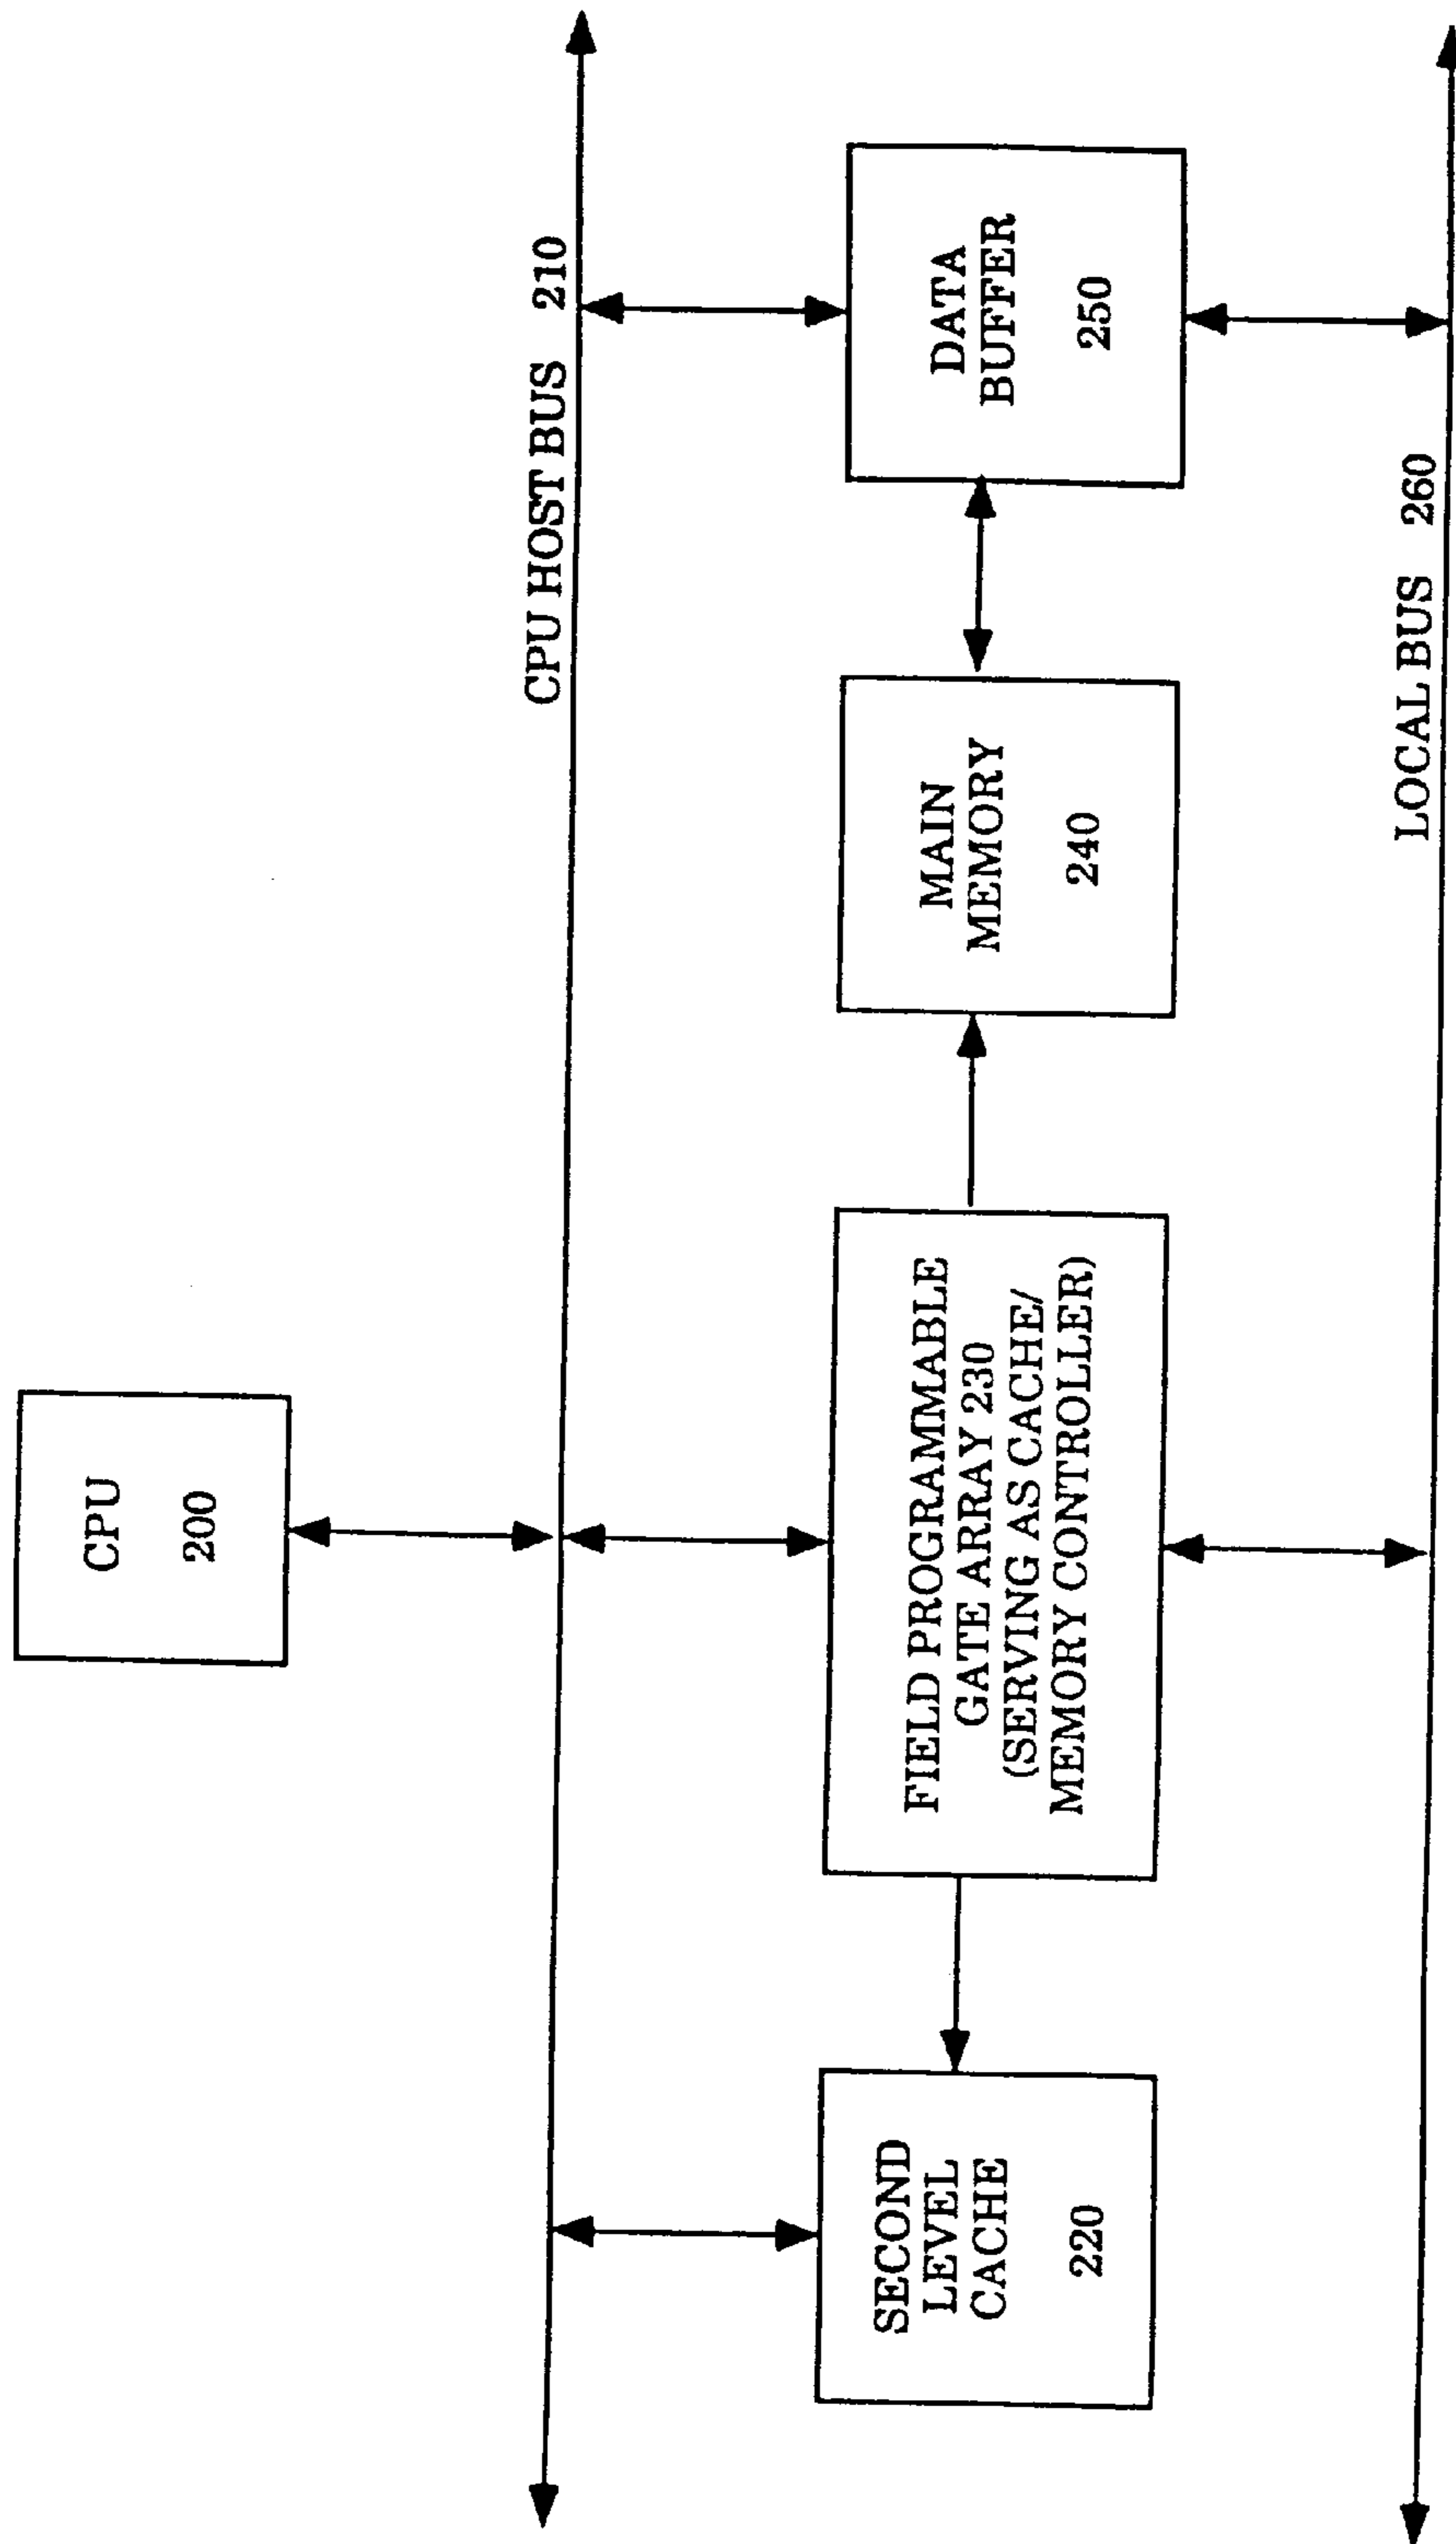 CPU
200
CPU HOST BUS 210
SECOND
LEVEL
CACHE
220
FIELD PROGRAMMABLE
GATE ARRAY 230
(SERVING AS CACHE/
MEMORY CONTROLLER)
MAIN
MEMORY
240
DATA
BUFFER
250
LOCAL BUS 260